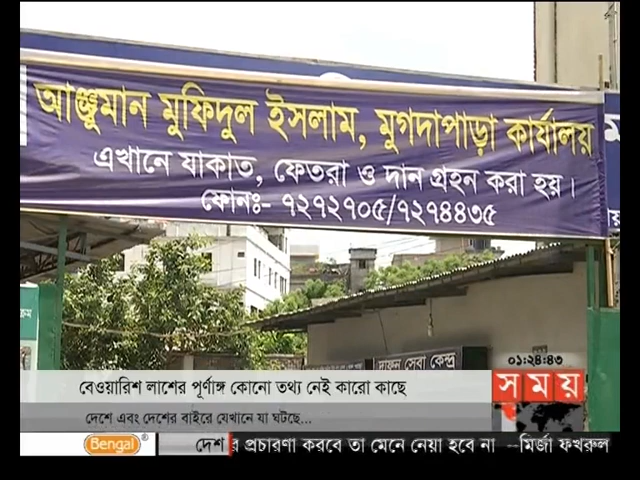 আঞ্জুমান মুফিদুল ইসলাম, মুগদাপাড়া কার্যালয়
এখানে যাকাত, ফেতরা ও দান গ্রহন করা হয়।
ফোনঃ- ৭২৭২৭০৫/৭২৭৪৪৩৫
দাফন সেবা কেন্দ্র
০১:২৪:৪৩
সময়
বেওয়ারিশ লাশের পূর্ণাঙ্গ কোনো তথ্য নেই কারো কাছে
দেশে এবং দেশের বাইরে যেখানে যা ঘটছে...
Bengal®
দেশ
র প্রচারণা করবে তা মেনে নেয়া হবে না --মির্জা ফখরুল